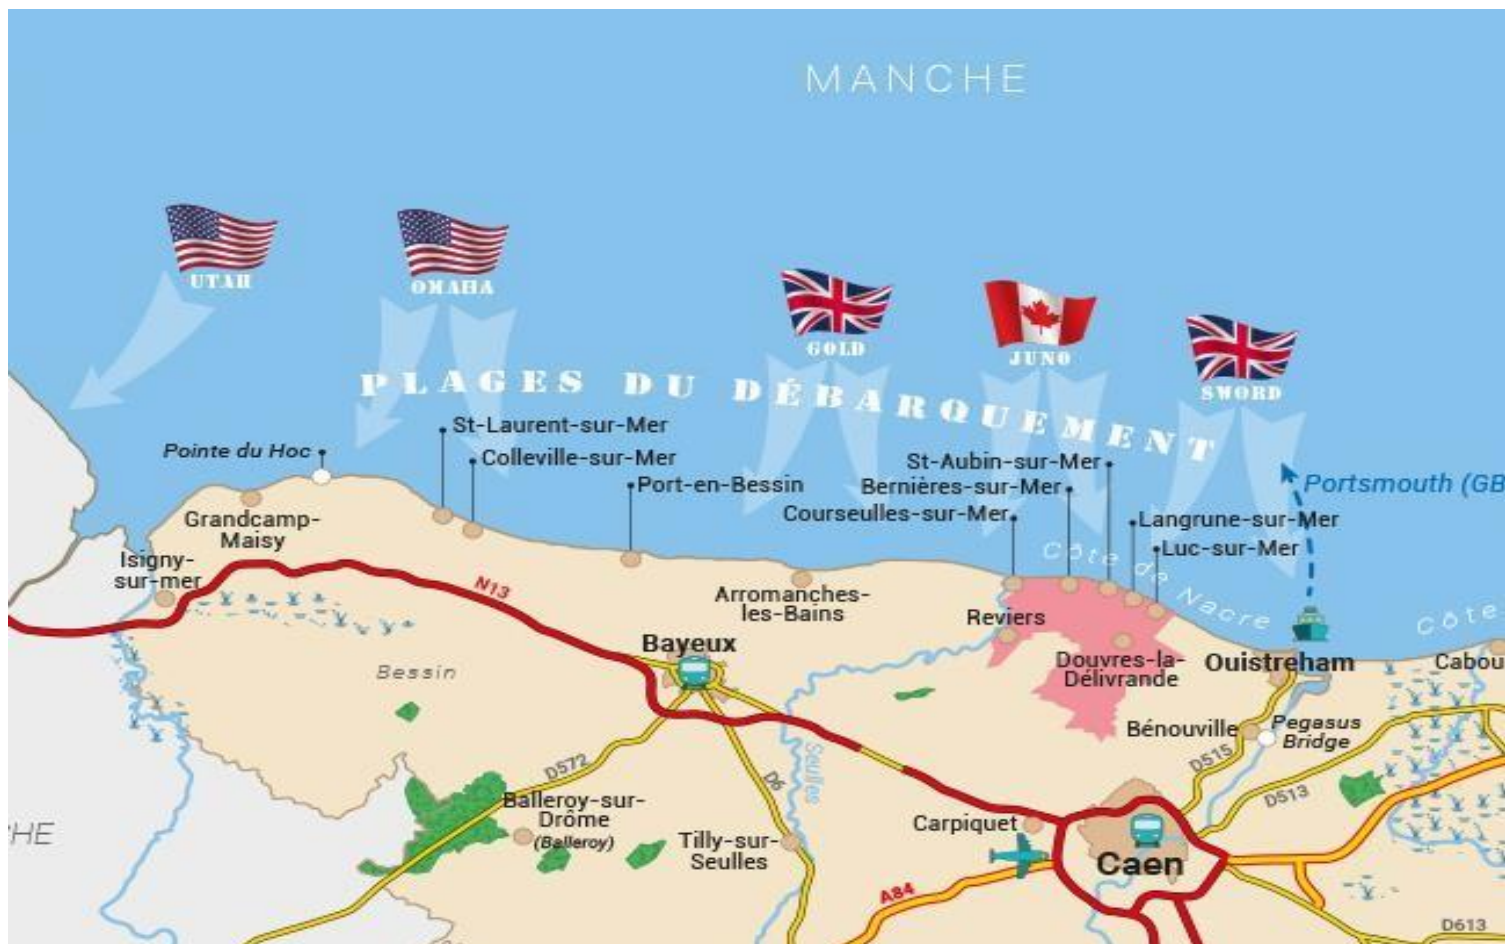 MANCHE
UTAH
OMAHA
GOLD
JUNO
SWORD
PLAGES DU DÉBARQUEMENT
St-Laurent-sur-Mer
Pointe du Hoc
Colleville-sur-Mer
St-Aubin-sur-Mer
Port-en-Bessin
Bernières-sur-Mer
Portsmouth (GB
Courseulles-sur-Mer
Langrune-sur-Mer
Grandcamp-
Maisy
Luc-sur-Mer
Côte de Nacre
Isigny-
sur-mer
N13
Arromanches-
les-Bains
Reviers
Côte
Bayeux
Bessin
Douvres-la-
Délivrande
Ouistreham
Cabou
Bénouville
Pegasus
Bridge
Seulles
D572
D6
D515
D513
Balleroy-sur-
Drôme
(Balleroy)
Tilly-sur-
Seulles
Carpiquet
CHE
Caen
A84
D613